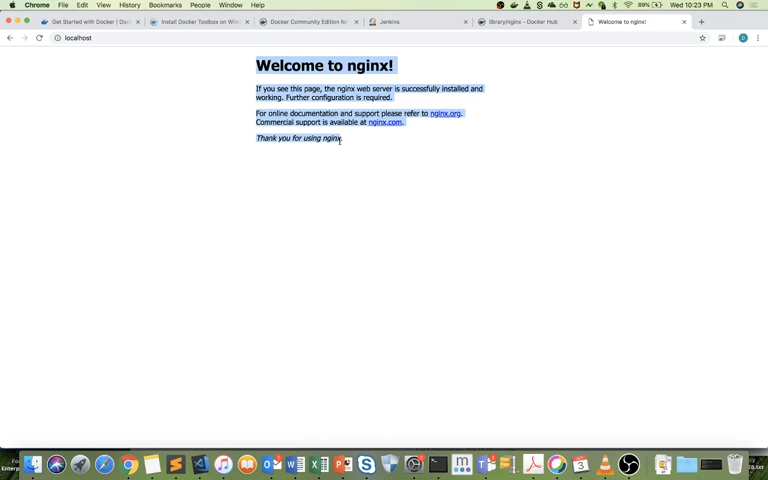 Chrome File Edit View History Bookmarks People Window Help
89% Wed 10:23 PM
Get Started with Docker | Doc
Install Docker Toolbox on Win
Docker Community Edition for
Jenkins
library/nginx - Docker Hub
Welcome to nginx!
localhost
Welcome to nginx!
If you see this page, the nginx web server is successfully installed and
working. Further configuration is required.
For online documentation and support please refer to nginx.org.
Commercial support is available at nginx.com.
Thank you for using nginx.